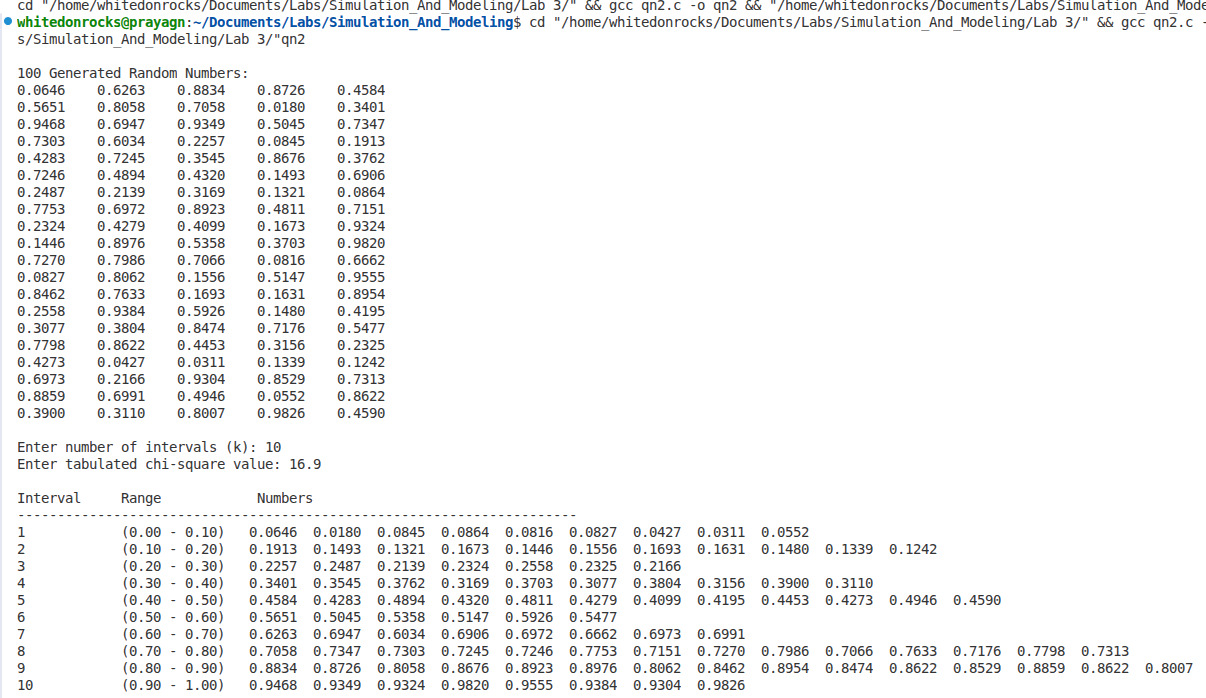 cd "/home/whitedonrocks/Documents/Labs/Simulation_And_Modeling/Lab 3/" && gcc qn2.c -o qn2 && "/home/whitedonrocks/Documents/Labs/Simulation_And_Mode
whitedonrocks@prayagn:~/Documents/Labs/Simulation_And_Modeling$ cd "/home/whitedonrocks/Documents/Labs/Simulation_And_Modeling/Lab 3/" && gcc qn2.c -
s/Simulation_And_Modeling/Lab 3/"qn2
100 Generated Random Numbers:
0.0646 0.6263 0.8834 0.8726 0.4584
0.5651 0.8058 0.7058 0.0180 0.3401
0.9468 0.6947 0.9349 0.5045 0.7347
0.7303 0.6034 0.2257 0.0845 0.1913
0.4283 0.7245 0.3545 0.8676 0.3762
0.7246 0.4894 0.4320 0.1493 0.6906
0.2487 0.2139 0.3169 0.1321 0.0864
0.7753 0.6972 0.8923 0.4811 0.7151
0.2324 0.4279 0.4099 0.1673 0.9324
0.1446 0.8976 0.5358 0.3703 0.9820
0.7270 0.7986 0.7066 0.0816 0.6662
0.0827 0.8062 0.1556 0.5147 0.9555
0.8462 0.7633 0.1693 0.1631 0.8954
0.2558 0.9384 0.5926 0.1480 0.4195
0.3077 0.3804 0.8474 0.7176 0.5477
0.7798 0.8622 0.4453 0.3156 0.2325
0.4273 0.0427 0.0311 0.1339 0.1242
0.6973 0.2166 0.9304 0.8529 0.7313
0.8859 0.6991 0.4946 0.0552 0.8622
0.3900 0.3110 0.8007 0.9826 0.4590
Enter number of intervals (k): 10
Enter tabulated chi-square value: 16.9
Interval Range Numbers
----------------------------------------------------------------------
1 (0.00 - 0.10) 0.0646 0.0180 0.0845 0.0864 0.0816 0.0827 0.0427 0.0311 0.0552
2 (0.10 - 0.20) 0.1913 0.1493 0.1321 0.1673 0.1446 0.1556 0.1693 0.1631 0.1480 0.1339 0.1242
3 (0.20 - 0.30) 0.2257 0.2487 0.2139 0.2324 0.2558 0.2325 0.2166
4 (0.30 - 0.40) 0.3401 0.3545 0.3762 0.3169 0.3703 0.3077 0.3804 0.3156 0.3900 0.3110
5 (0.40 - 0.50) 0.4584 0.4283 0.4894 0.4320 0.4811 0.4279 0.4099 0.4195 0.4453 0.4273 0.4946 0.4590
6 (0.50 - 0.60) 0.5651 0.5045 0.5358 0.5147 0.5926 0.5477
7 (0.60 - 0.70) 0.6263 0.6947 0.6034 0.6906 0.6972 0.6662 0.6973 0.6991
8 (0.70 - 0.80) 0.7058 0.7347 0.7303 0.7245 0.7246 0.7753 0.7151 0.7270 0.7986 0.7066 0.7633 0.7176 0.7798 0.7313
9 (0.80 - 0.90) 0.8834 0.8726 0.8058 0.8676 0.8923 0.8976 0.8062 0.8462 0.8954 0.8474 0.8622 0.8529 0.8859 0.8622 0.8007
10 (0.90 - 1.00) 0.9468 0.9349 0.9324 0.9820 0.9555 0.9384 0.9304 0.9826